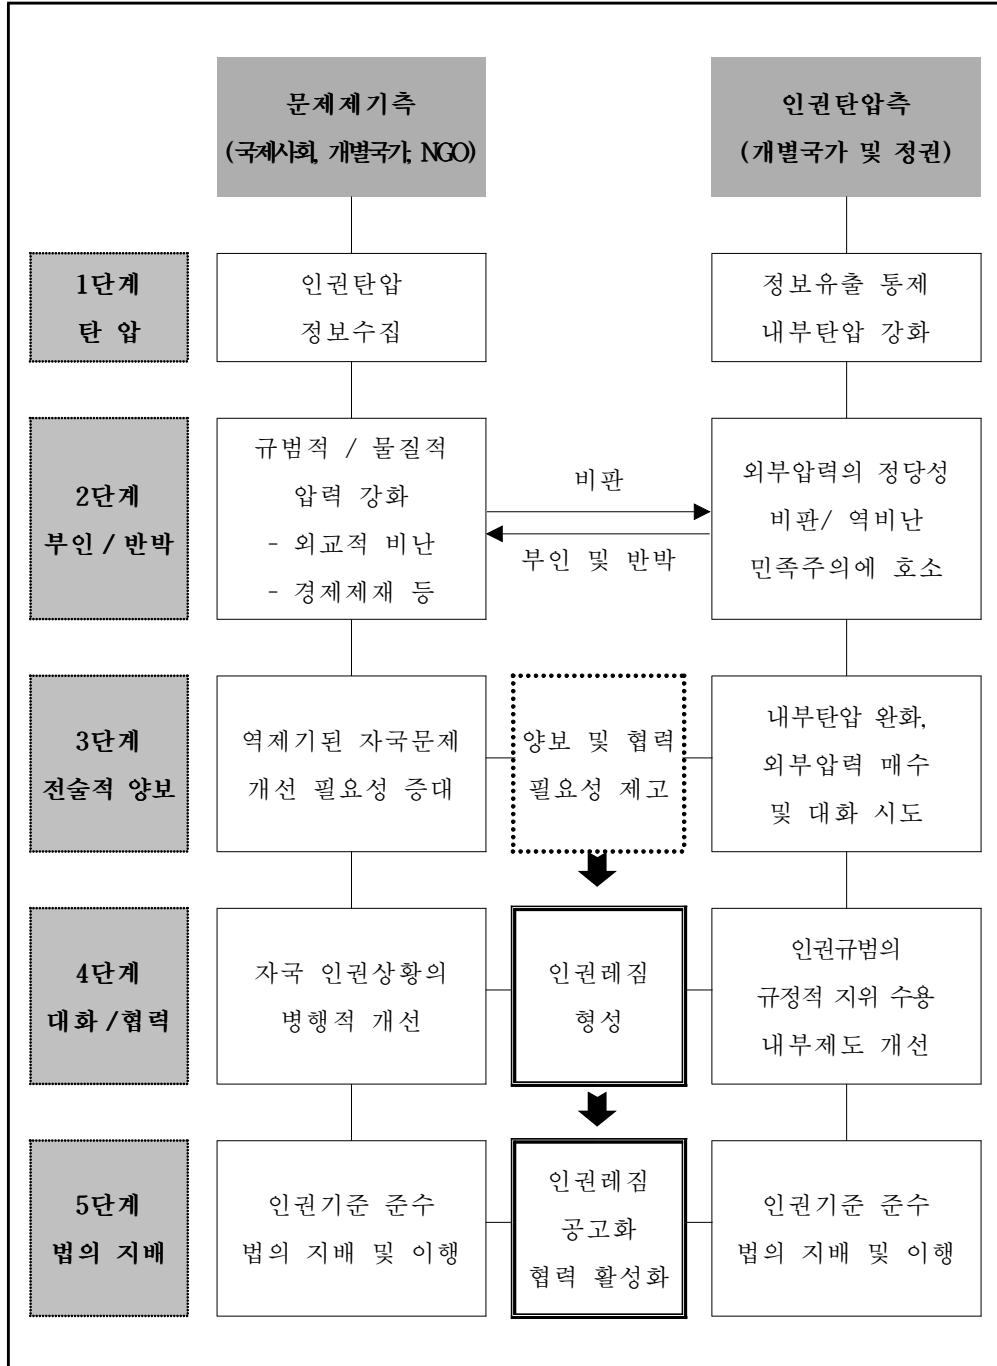 문제제기측
(국제사회, 개별국가, NGO)
인권탄압측
(개별국가 및 정권)
1단계
탄 압
인권탄압
정보수집
정보유출 통제
내부탄압 강화
2단계
부인 / 반박
규범적 / 물질적
압력 강화
- 외교적 비난
- 경제제재 등
비판
부인 및 반박
외부압력의 정당성
비판/ 역비난
민족주의에 호소
3단계
전술적 양보
역제기된 자국문제
개선 필요성 증대
양보 및 협력
필요성 제고
내부탄압 완화,
외부압력 매수
및 대화 시도
4단계
대화 /협력
자국 인권상황의
병행적 개선
인권레짐
형성
인권규범의
규정적 지위 수용
내부제도 개선
5단계
법의 지배
인권기준 준수
법의 지배 및 이행
인권레짐
공고화
협력 활성화
인권기준 준수
법의 지배 및 이행